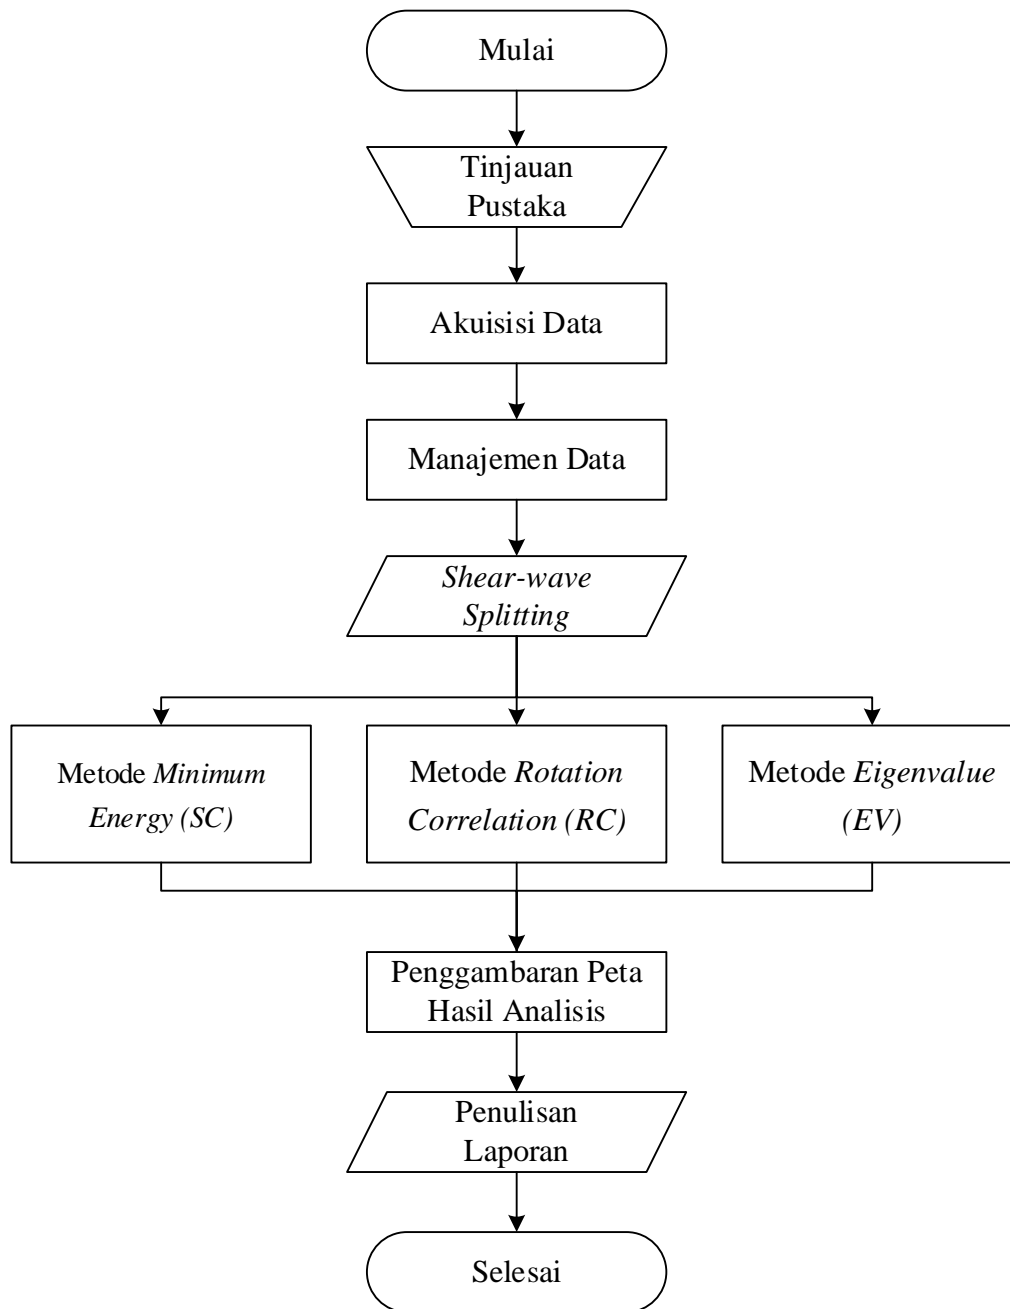 Mulai
Tinjauan
Pustaka
Akuisisi Data
Manajemen Data
Shear-wave
Splitting
Metode Minimum
Energy (SC)
Metode Rotation
Correlation (RC)
Metode Eigenvalue
(EV)
Penggambaran Peta
Hasil Analisis
Penulisan
Laporan
Selesai